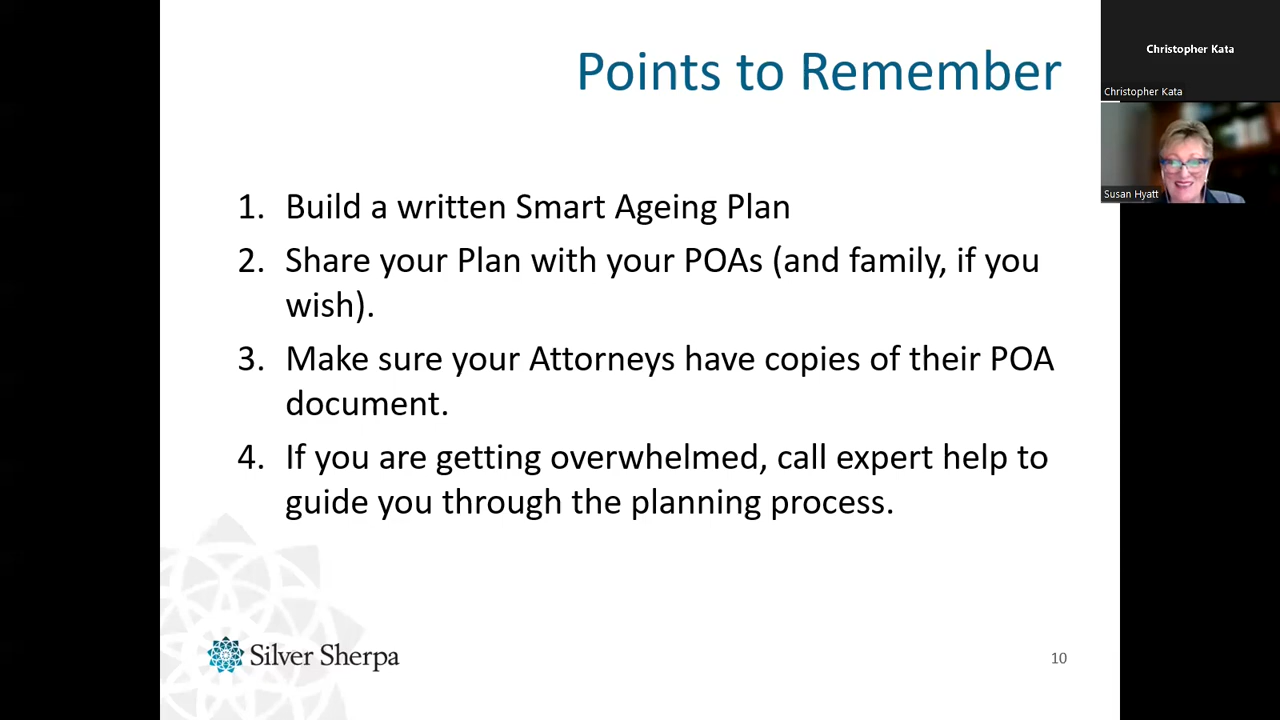 Points to Remember
1. Build a written Smart Ageing Plan
2. Share your Plan with your POAs (and family, if you
wish).
3. Make sure your Attorneys have copies of their POA
document.
4. If you are getting overwhelmed, call expert help to
guide you through the planning process.
Silver Sherpa
10
Christopher Kata
Christopher Kata
Susan Hyatt